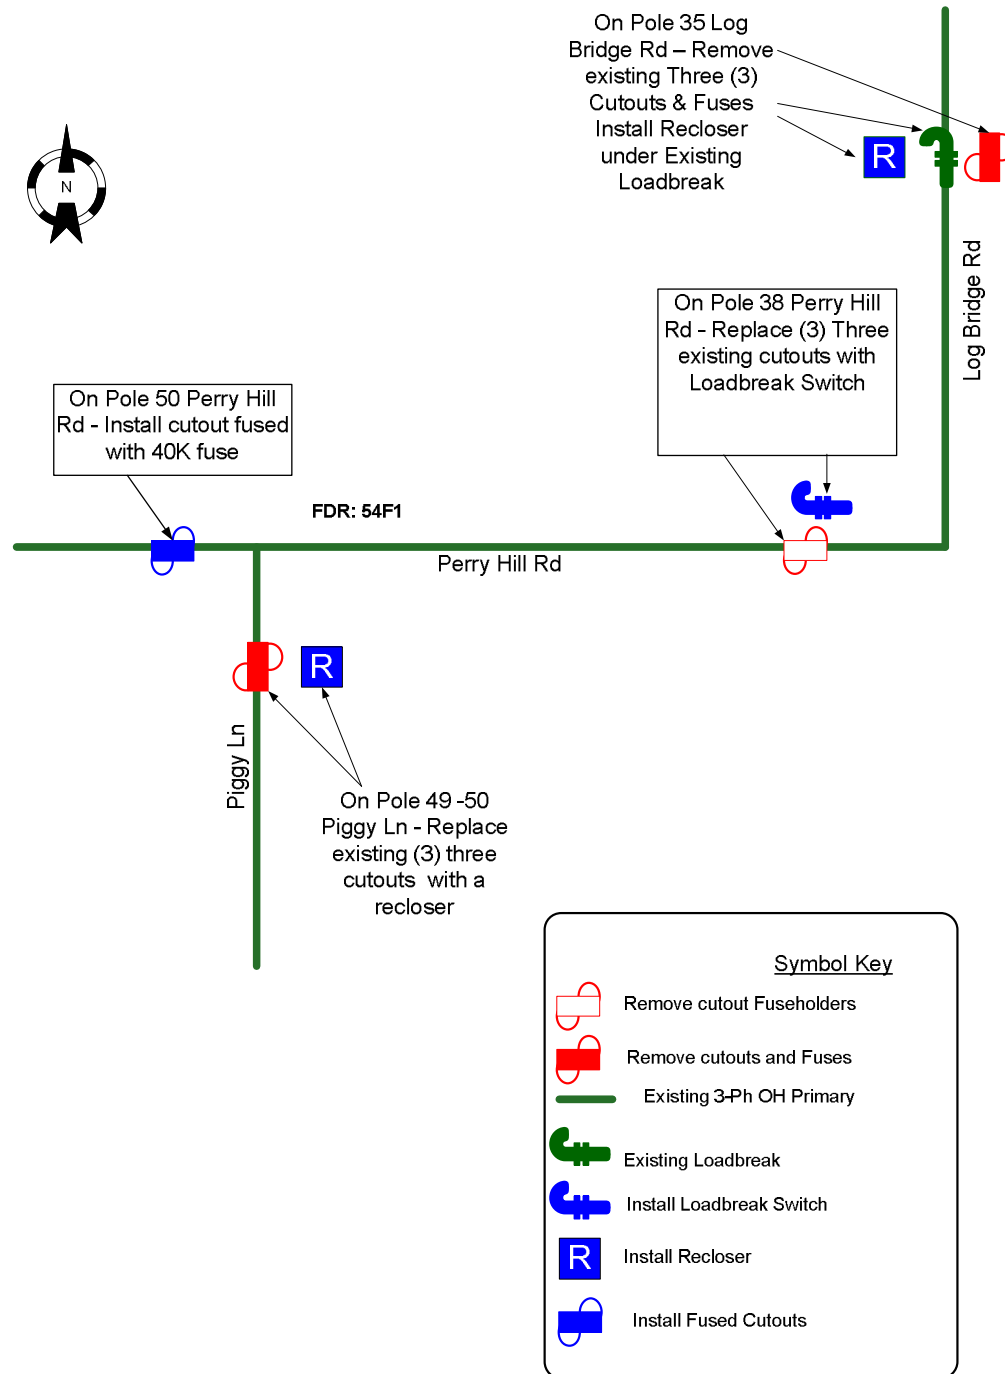 On Pole 35 Log
Bridge Rd – Remove
existing Three (3)
Cutouts & Fuses
Install Recloser
under Existing
Loadbreak
R
N
Log Bridge Rd
On Pole 38 Perry Hill
Rd - Replace (3) Three
existing cutouts with
Loadbreak Switch
On Pole 50 Perry Hill
Rd - Install cutout fused
with 40K fuse
FDR: 54F1
Perry Hill Rd
R
Piggy Ln
On Pole 49 -50
Piggy Ln - Replace
existing (3) three
cutouts with a
recloser
Symbol Key
Remove cutout Fuseholders
Remove cutouts and Fuses
Existing 3-Ph OH Primary
Existing Loadbreak
Install Loadbreak Switch
R
Install Recloser
Install Fused Cutouts